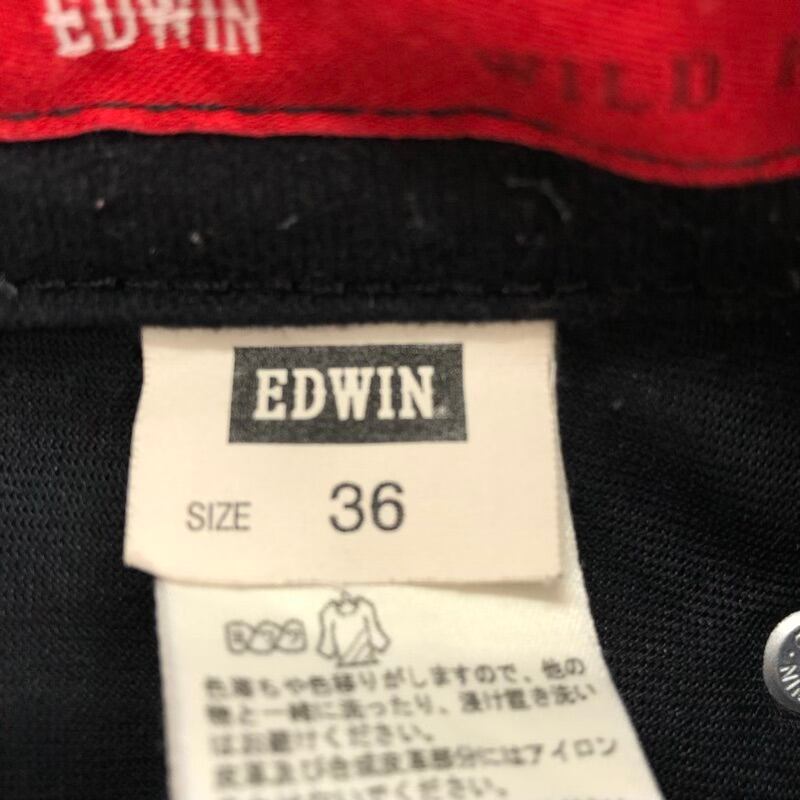 EDWIN
WILD
EDWIN
SIZE 36
色落ちや色移りがしますので、他の
物と一緒に洗ったり、浸け置き洗い
はお避けください。
皮革及び合成皮革部分にはアイロン